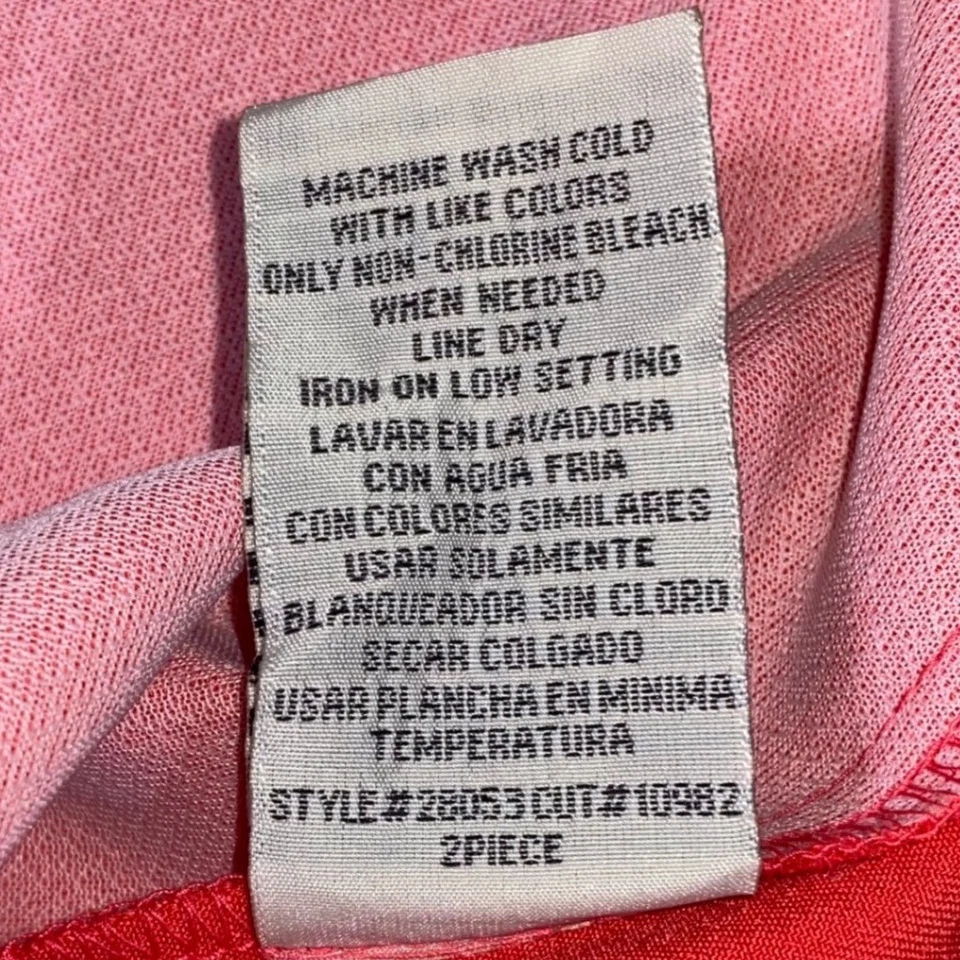 MACHINE WASH COLD
WITH LIKE COLORS
ONLY NON-CHLORINE BLEACH
WHEN NEEDED
LINE DRY
IRON ON LOW SETTING
LAVAR EN LAVADORA
CON AGUA FRIA
CON COLORES SIMILARES
USAR SOLAMENTE
BLANQUEADOR SIN CLORO
SECAR COLGADO
USAR PLANCHA EN MINIMA
TEMPERATURA
STYLE#28053 CUT#10982
2PIECE